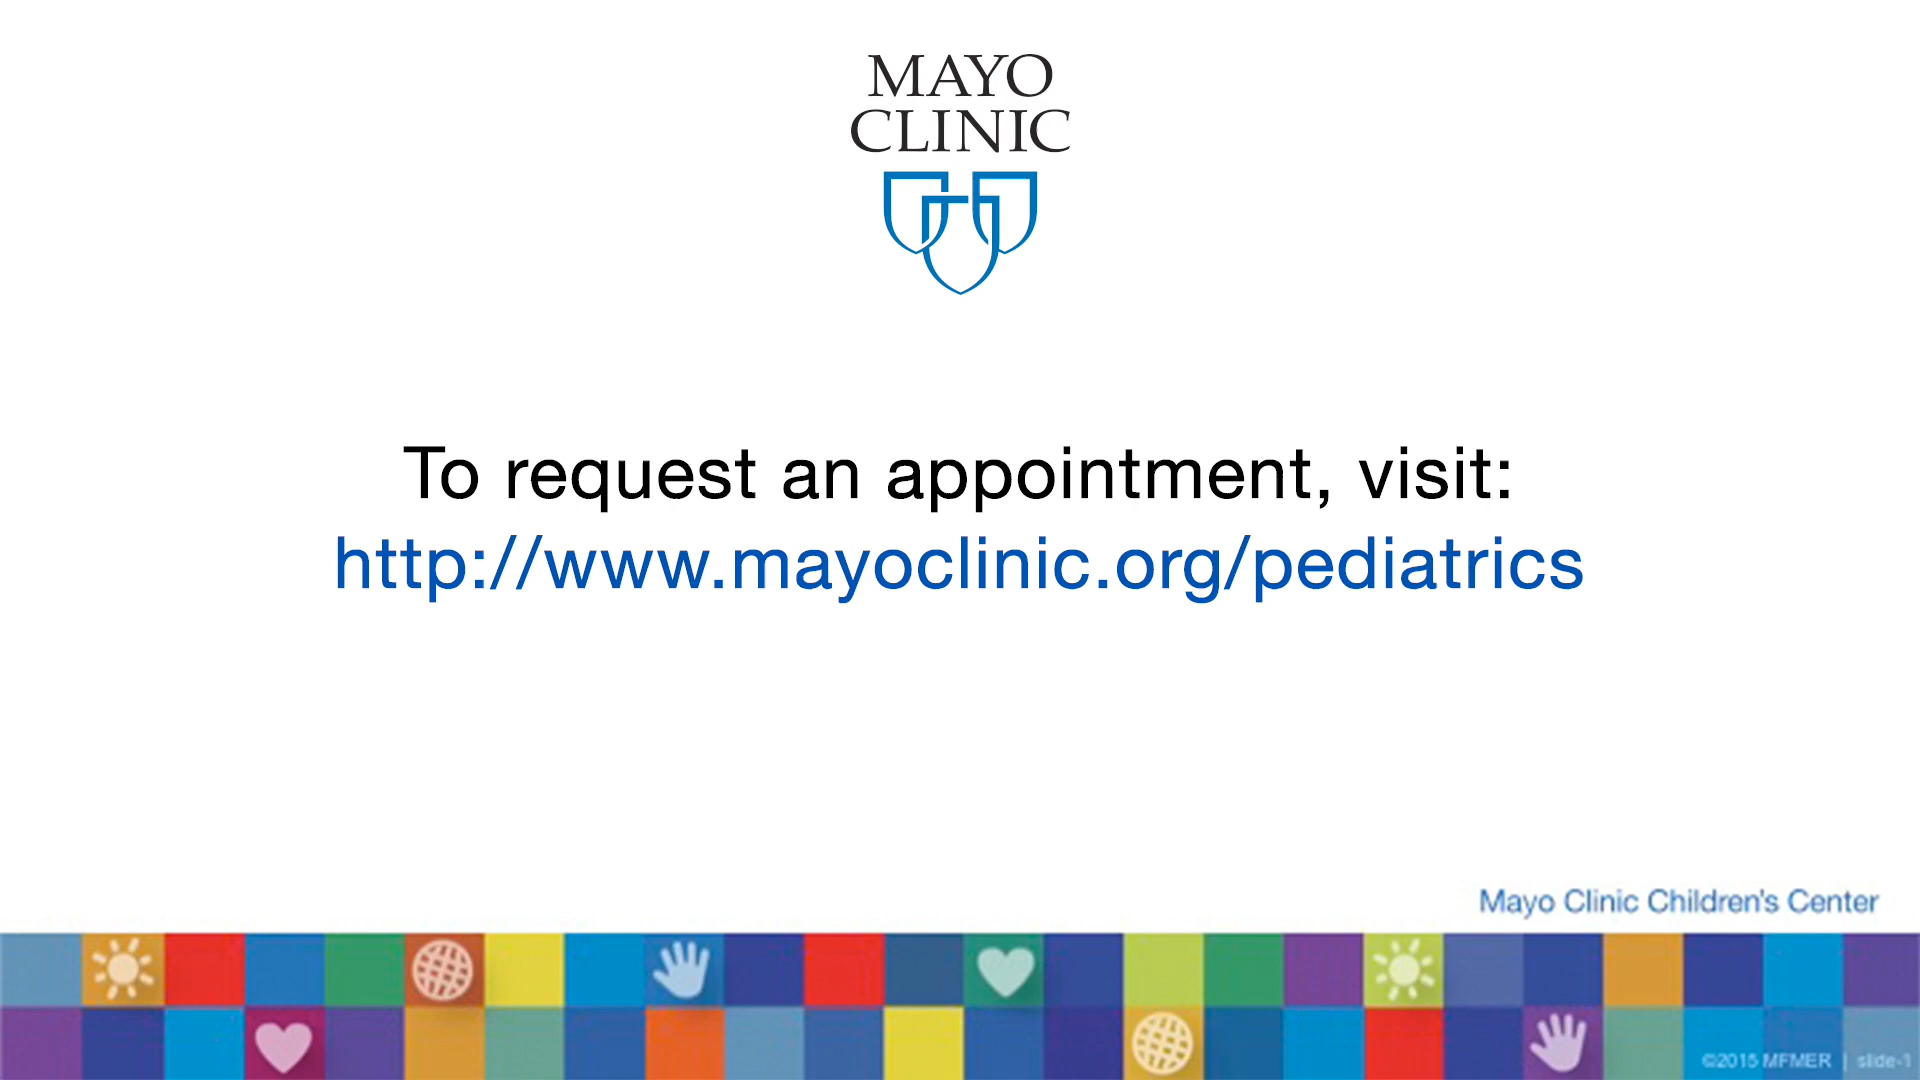 MAYO
CLINIC
To request an appointment, visit:
http://www.mayoclinic.org/pediatrics
Mayo Clinic Children's Center
©2015 MFMER | slide-1